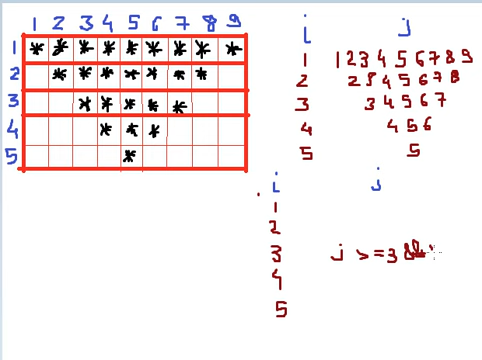 1 2 3 4 5 6 7 8 9
1 * * * * * * * * *
2 * * * * * * *
3 * * * * *
4 * * *
5 *
i j
1 1 2 3 4 5 6 7 8 9
2 2 3 4 5 6 7 8
3 3 4 5 6 7
4 4 5 6
5 5
i j
1
2
3 j >=3 &&
4
5